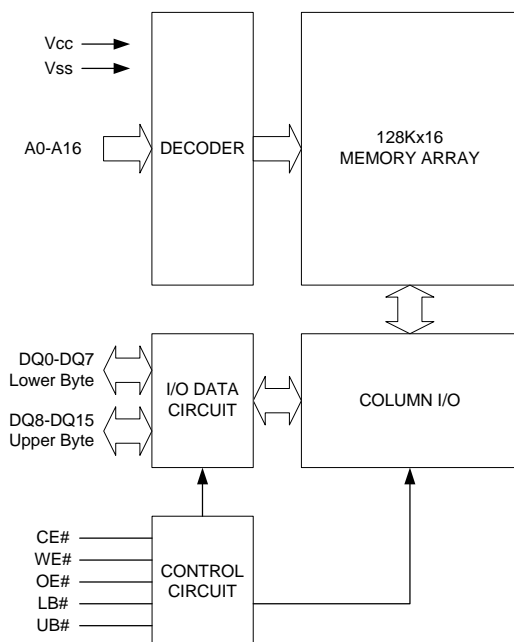 Vcc
Vss
A0-A16
DECODER
128Kx16
MEMORY ARRAY
DQ0-DQ7
Lower Byte
DQ8-DQ15
Upper Byte
I/O DATA
CIRCUIT
COLUMN I/O
CE#
WE#
OE#
LB#
UB#
CONTROL
CIRCUIT